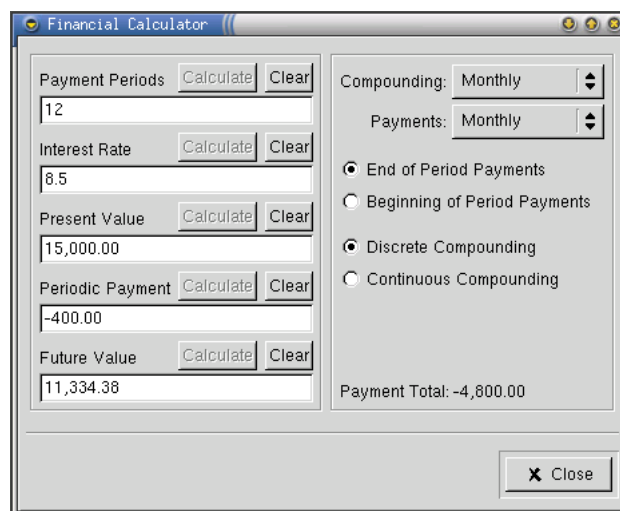 Financial Calculator
Payment Periods Calculate Clear
12
Interest Rate Calculate Clear
8.5
Present Value Calculate Clear
15,000.00
Periodic Payment Calculate Clear
-400.00
Future Value Calculate Clear
11,334.38
Compounding: Monthly
Payments: Monthly
End of Period Payments
Beginning of Period Payments
Discrete Compounding
Continuous Compounding
Payment Total: -4,800.00
Close